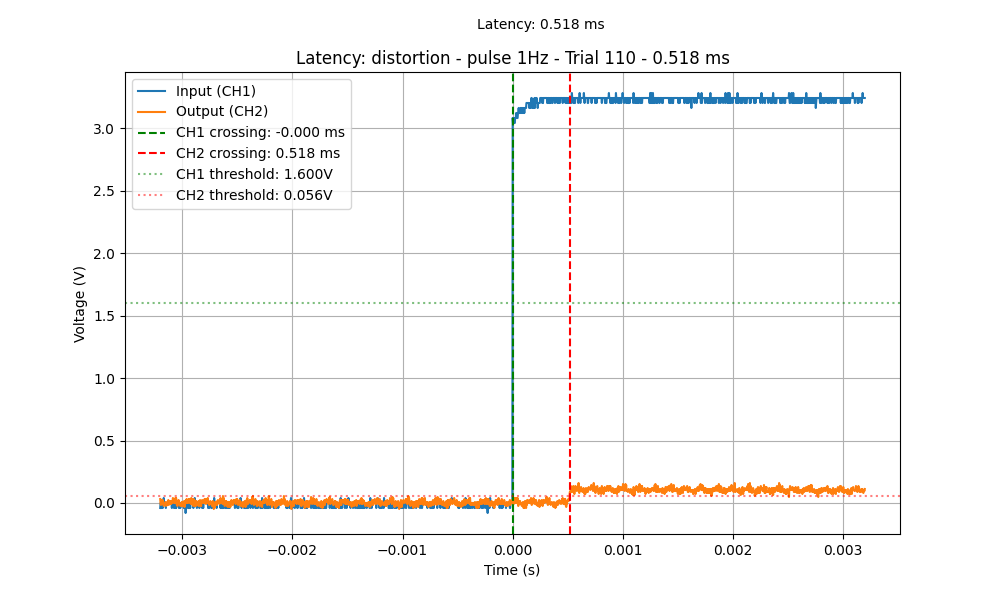 Latency: 0.518 ms
Latency: distortion - pulse 1Hz - Trial 110 - 0.518 ms
Input (CH1)
Output (CH2)
CH1 crossing: -0.000 ms
CH2 crossing: 0.518 ms
CH1 threshold: 1.600V
CH2 threshold: 0.056V
Voltage (V)
3.0
2.5
2.0
1.5
1.0
0.5
0.0
−0.003 −0.002 −0.001 0.000 0.001 0.002 0.003
Time (s)